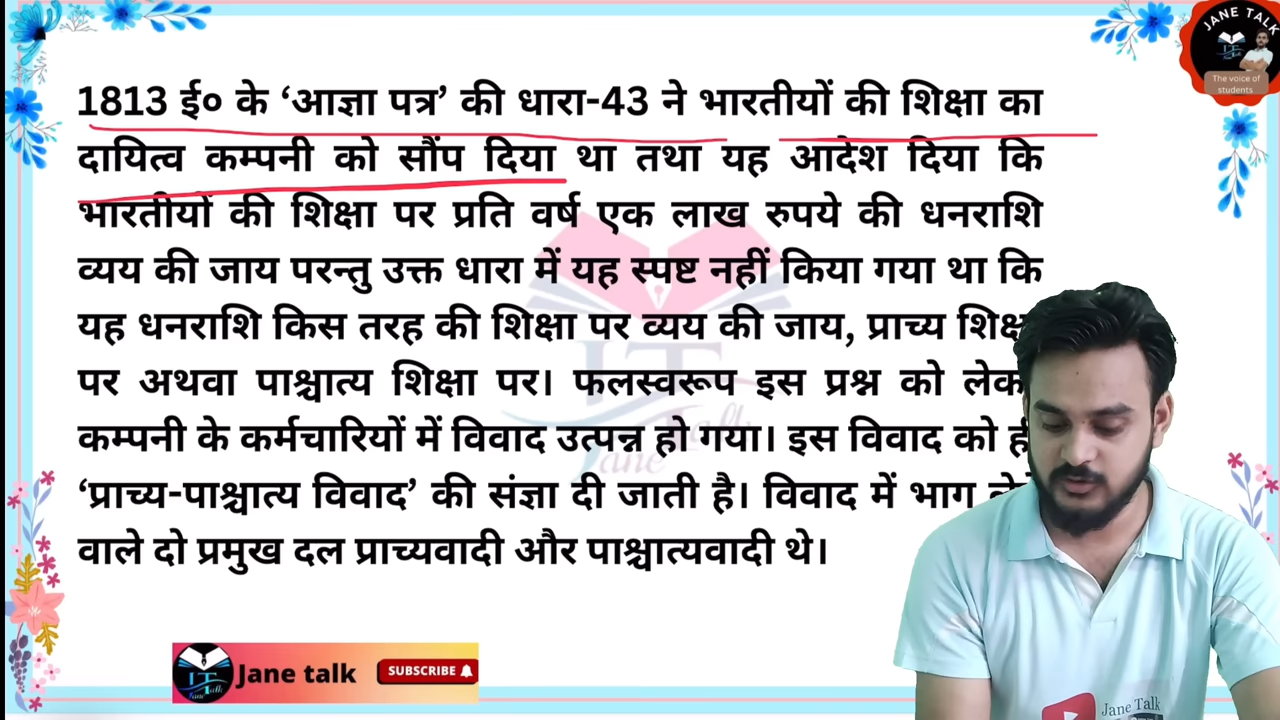 1813 ई० के ‘आज्ञा पत्र’ की धारा-43 ने भारतीयों की शिक्षा का
दायित्व कम्पनी को सौंप दिया था तथा यह आदेश दिया कि
भारतीयों की शिक्षा पर प्रति वर्ष एक लाख रुपये की धनराशि
व्यय की जाय परन्तु उक्त धारा में यह स्पष्ट नहीं किया गया था कि
यह धनराशि किस तरह की शिक्षा पर व्यय की जाय, प्राच्य
पर अथवा पाश्चात्य शिक्षा पर। फलस्वरूप इस प्रश्न को
कम्पनी के कर्मचारियों में विवाद उत्पन्न हो गया। इस विवाद को
‘प्राच्य-पाश्चात्य विवाद’ की संज्ञा दी जाती है। विवाद में भाग
वाले दो प्रमुख दल प्राच्यवादी और पाश्चात्यवादी थे।
JANE TALK
The voice of
students
Jane talk
SUBSCRIBE
Jane Talk